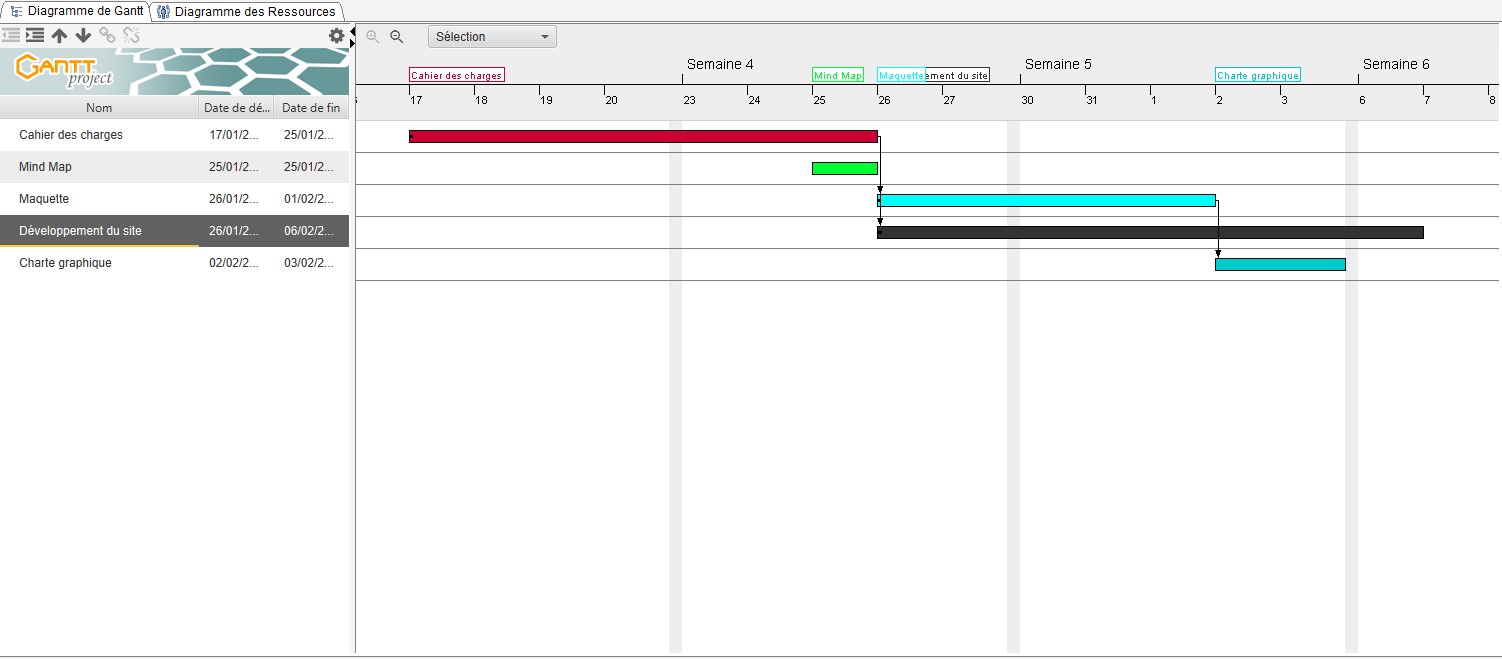 Diagramme de Gantt Diagramme des Ressources
Sélection
GANTT
project
Semaine 4 Semaine 5 Semaine 6
Cahier des charges Mind Map Maquette ement du site Charte graphique
17 18 19 20 23 24 25 26 27 30 31 1 2 3 6 7 8
Nom Date de dé... Date de fin
Cahier des charges 17/01/2... 25/01/2...
Mind Map 25/01/2... 25/01/2...
Maquette 26/01/2... 01/02/2...
Développement du site 26/01/2... 06/02/2...
Charte graphique 02/02/2... 03/02/2...